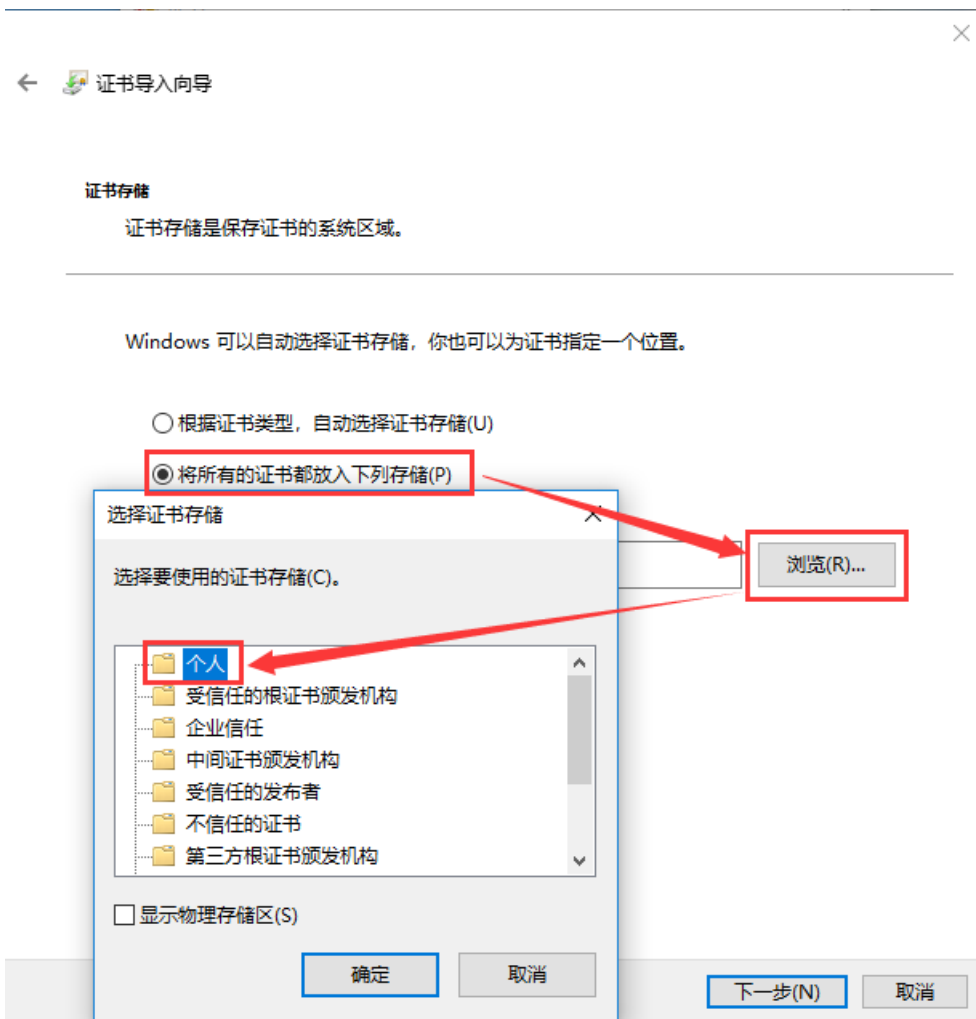 证书导入向导
证书存储
证书存储是保存证书的系统区域。
Windows 可以自动选择证书存储，你也可以为证书指定一个位置。
根据证书类型，自动选择证书存储(U)
将所有的证书都放入下列存储(P)
选择证书存储
浏览(R)...
选择要使用的证书存储(C)。
个人
受信任的根证书颁发机构
企业信任
中间证书颁发机构
受信任的发布者
不信任的证书
第三方根证书颁发机构
显示物理存储区(S)
确定 取消
下一步(N) 取消